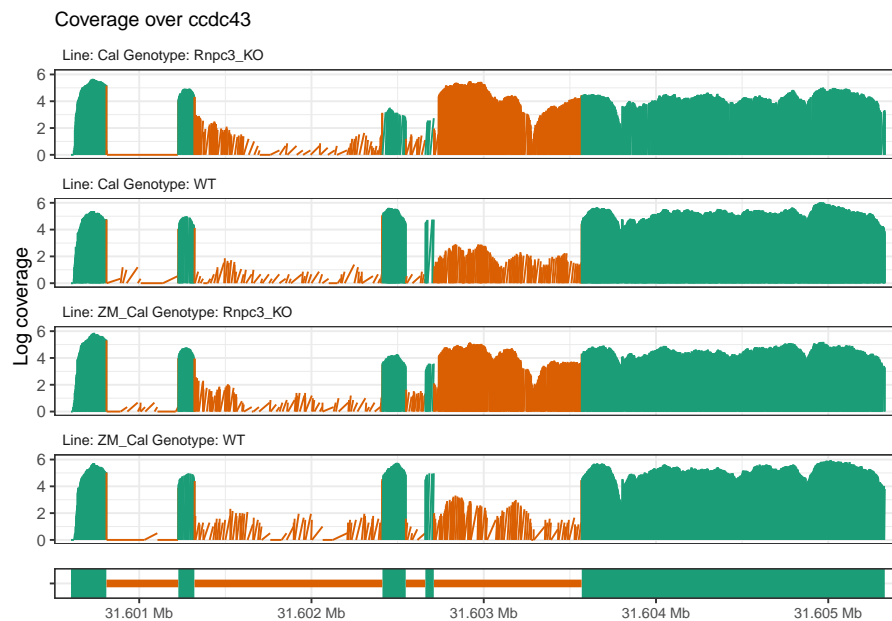 Coverage over ccdc43
Line: Cal Genotype: Rnpc3_KO
6
4
2
0
Line: Cal Genotype: WT
6
4
2
0
Log coverage
Line: ZM_Cal Genotype: Rnpc3_KO
6
4
2
0
Line: ZM_Cal Genotype: WT
6
4
2
0
31.601 Mb 31.602 Mb 31.603 Mb 31.604 Mb 31.605 Mb